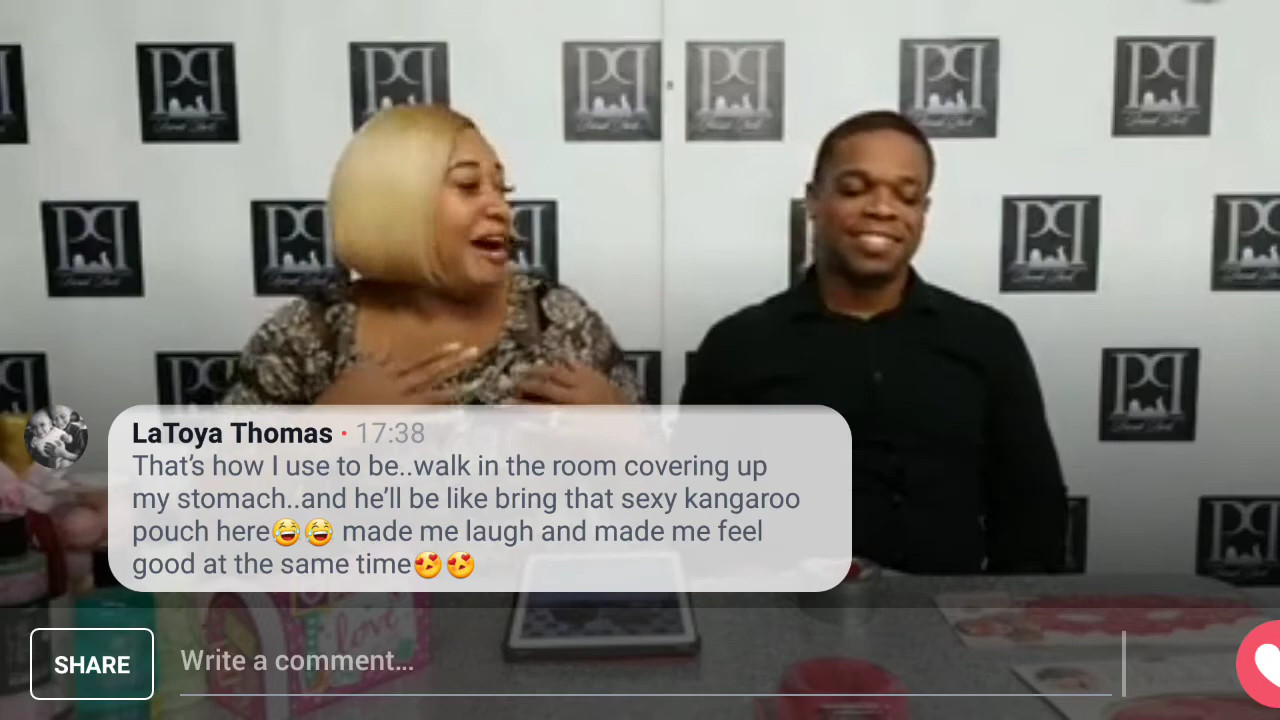 LaToya Thomas · 17:38
That's how I use to be..walk in the room covering up
my stomach..and he'll be like bring that sexy kangaroo
pouch here😂😂 made me laugh and made me feel
good at the same time😍😍
love
SHARE
Write a comment...